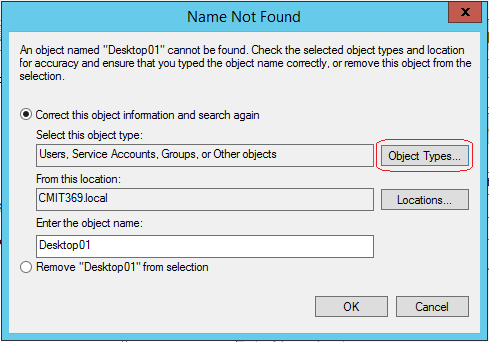 Name Not Found
x
An object named "Desktop01" cannot be found. Check the selected object types and location
for accuracy and ensure that you typed the object name correctly, or remove this object from the
selection.
Correct this object information and search again
Select this object type:
Users, Service Accounts, Groups, or Other objects
Object Types...
From this location:
CMIT369.local
Locations...
Enter the object name:
Desktop01
Remove "Desktop01" from selection
OK
Cancel